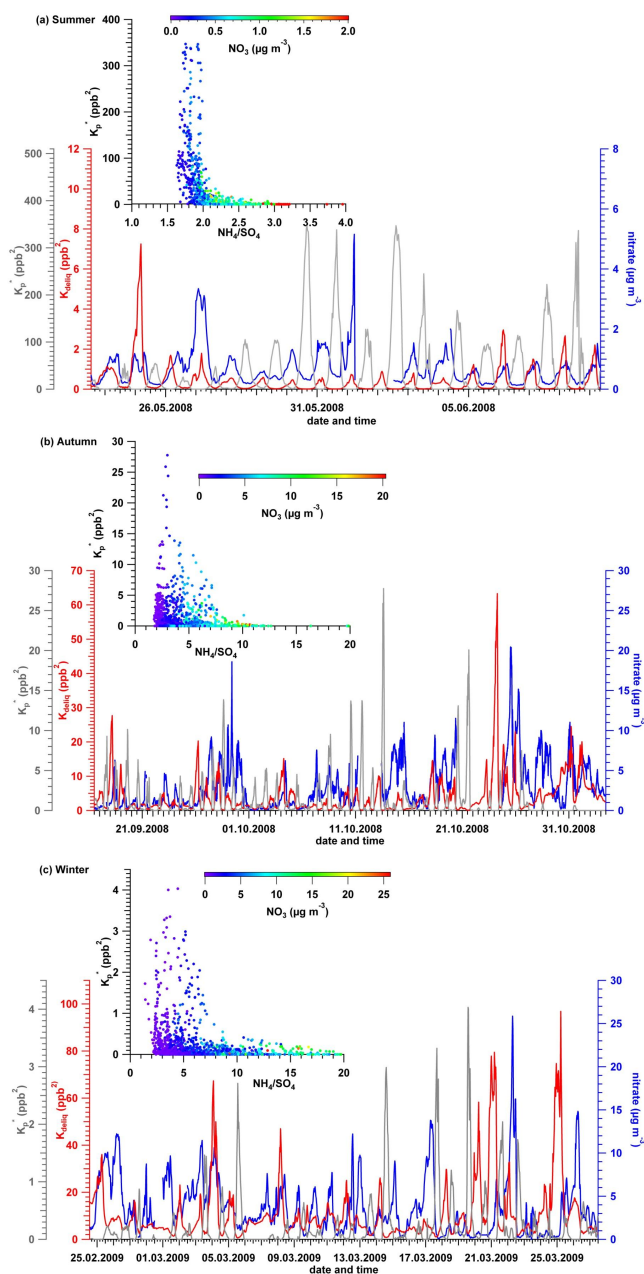 (a) Summer
0.0 0.5 1.0 1.5 2.0
NO3 (µg m-3)
400
300
200
100
0
Kp* (ppb2)
1.0 1.5 2.0 2.5 3.0 3.5 4.0
NH4/SO4
500
400
300
200
100
0
Kp* (ppb2)
12
10
8
6
4
2
0
Kdeliq (ppb2)
8
6
4
2
0
nitrate (µg m-3)
26.05.2008 31.05.2008 05.06.2008
date and time
(b) Autumn
0 5 10 15 20
NO3 (µg m-3)
30
25
20
15
10
5
0
Kp* (ppb2)
0 5 10 15 20
NH4/SO4
30
25
20
15
10
5
0
Kp* (ppb2)
70
60
50
40
30
20
10
0
Kdeliq (ppb2)
30
25
20
15
10
5
0
nitrate (µg m-3)
21.09.2008 01.10.2008 11.10.2008 21.10.2008 31.10.2008
date and time
(c) Winter
0 5 10 15 20 25
NO3 (µg m-3)
4
3
2
1
0
Kp* (ppb2)
0 5 10 15 20
NH4/SO4
4
3
2
1
0
Kp* (ppb2)
100
80
60
40
20
0
Kdeliq (ppb2)
30
25
20
15
10
5
0
nitrate (µg m-3)
25.02.2009 01.03.2009 05.03.2009 09.03.2009 13.03.2009 17.03.2009 21.03.2009 25.03.2009
date and time